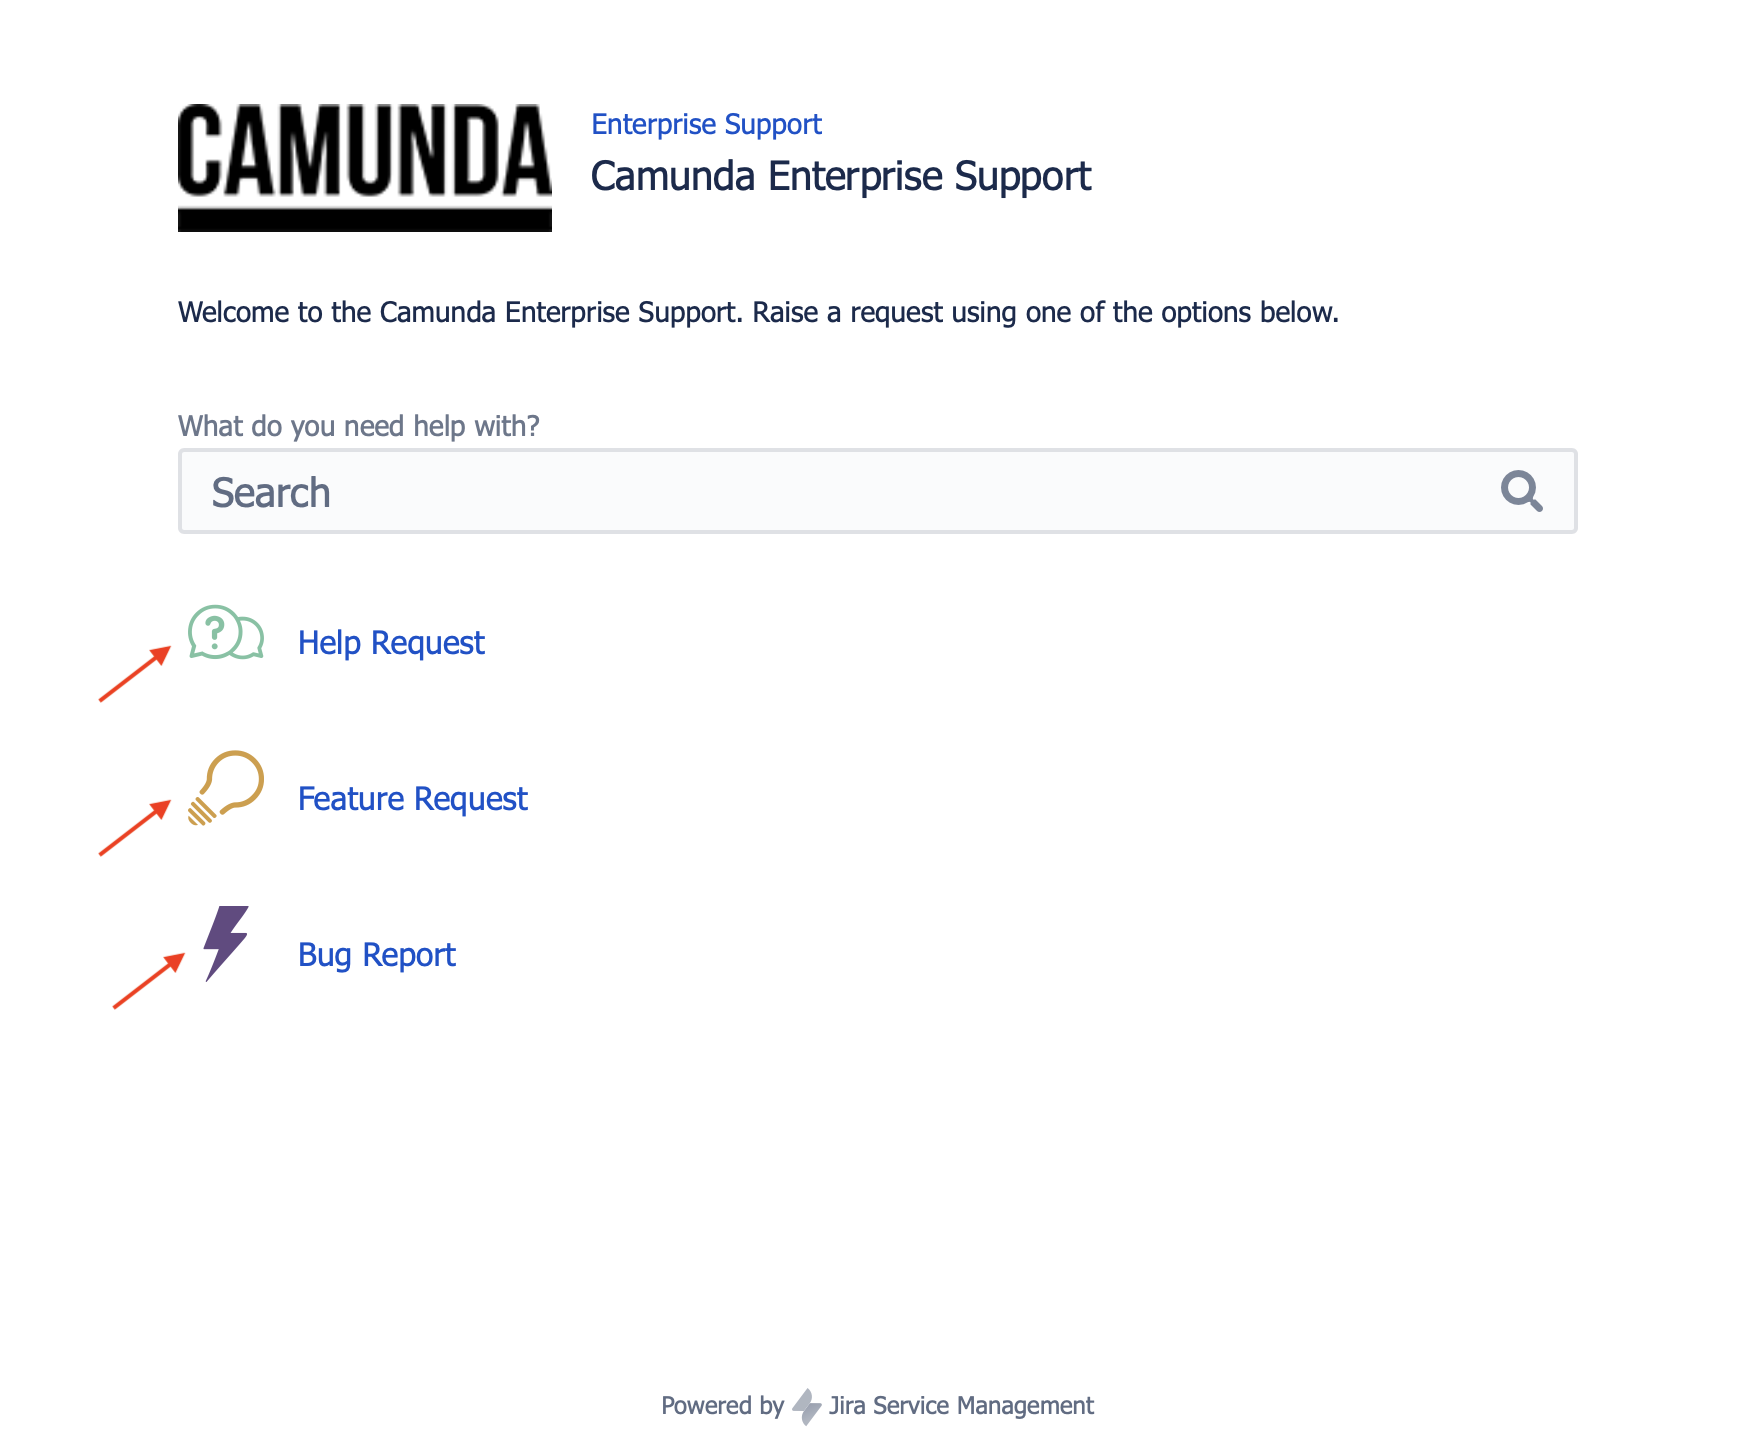 CAMUNDA
Enterprise Support
Camunda Enterprise Support
Welcome to the Camunda Enterprise Support. Raise a request using one of the options below.
What do you need help with?
Search
Help Request
Feature Request
Bug Report
Powered by Jira Service Management